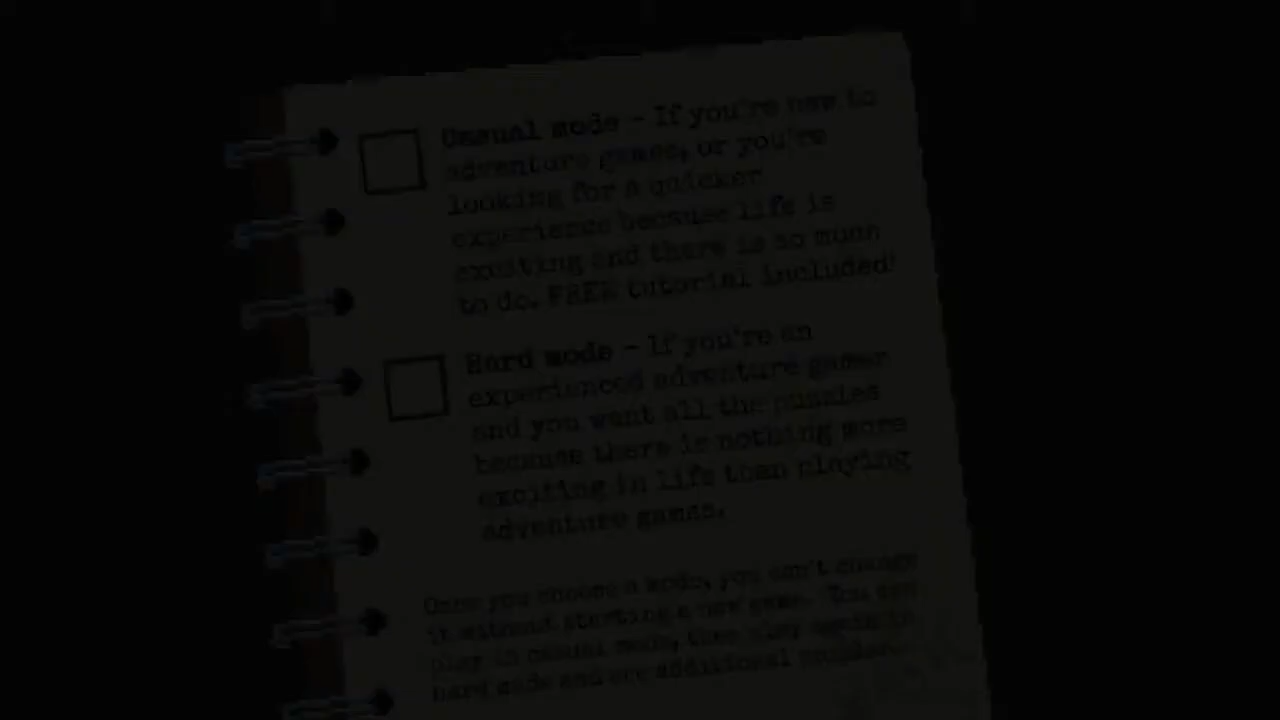 Casual mode - If you're new to
adventure games, or you're
looking for a quicker
experience because life is
exciting and there is so much
to do. FREE tutorial included!
Hard mode - If you're an
experienced adventure gamer
and you want all the puzzles
because there is nothing more
exciting in life than playing
adventure games.
Once you choose a mode, you can't change
it without starting a new game. You can
play in casual mode, then play again in
hard mode and see additional puzzles.